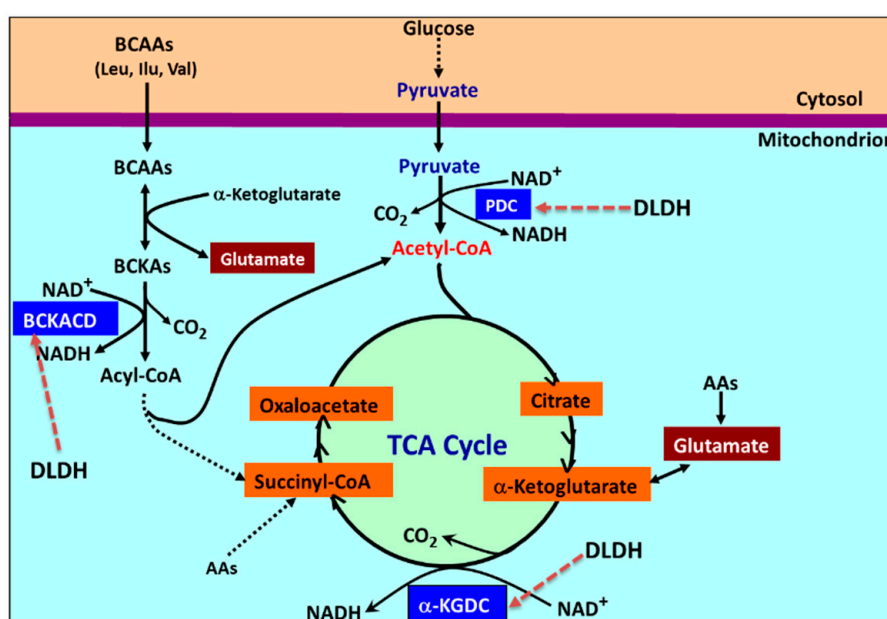 Glucose
BCAAs
(Leu, Ilu, Val)
Pyruvate
Cytosol
Mitochondrion
BCAAs
Pyruvate
α-Ketoglutarate
NAD+
CO2
PDC
DLDH
NADH
Glutamate
Acetyl-CoA
BCKAs
NAD+
BCKACD
CO2
NADH
Acyl-CoA
AAs
Oxaloacetate
Citrate
TCA Cycle
Glutamate
DLDH
Succinyl-CoA
α-Ketoglutarate
CO2
DLDH
AAs
NADH
α-KGDC
NAD+